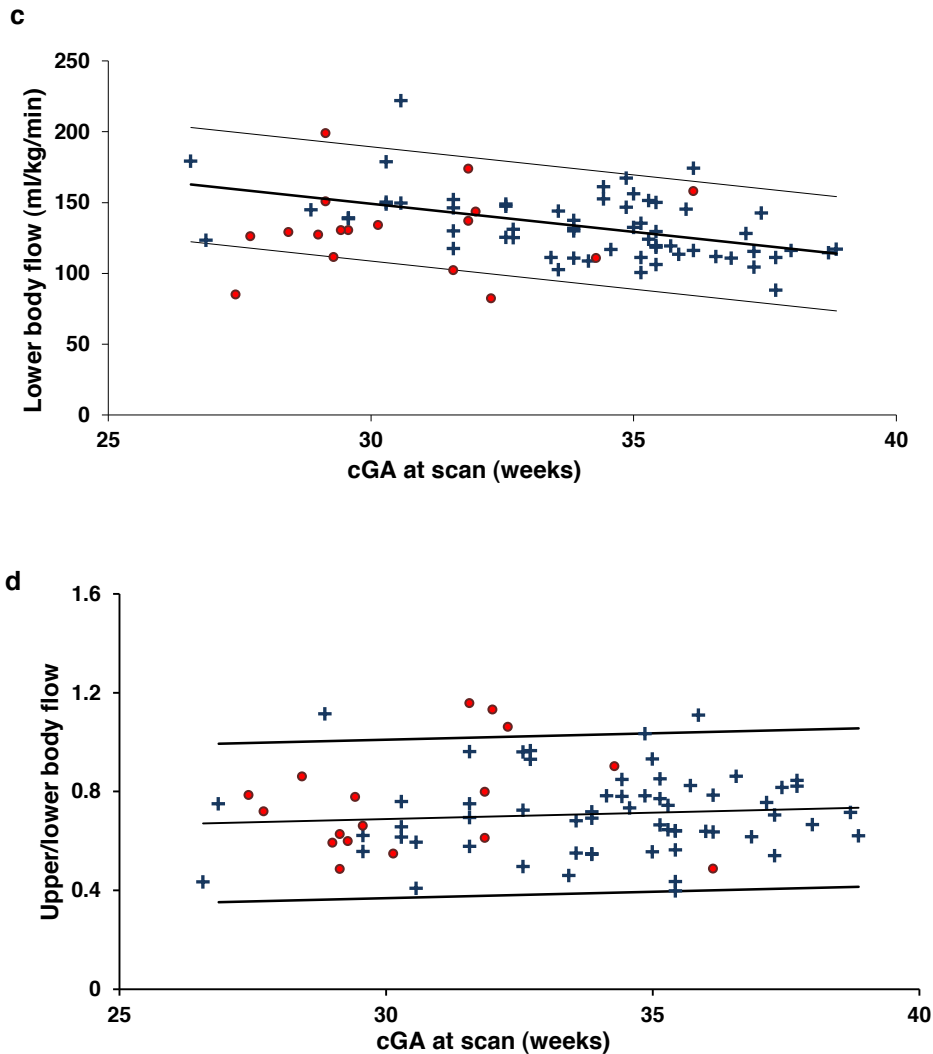 c
250
200
150
100
50
0
25 30 35 40
Lower body flow (ml/kg/min)
cGA at scan (weeks)
d
1.6
1.2
0.8
0.4
0
25 30 35 40
Upper/lower body flow
cGA at scan (weeks)